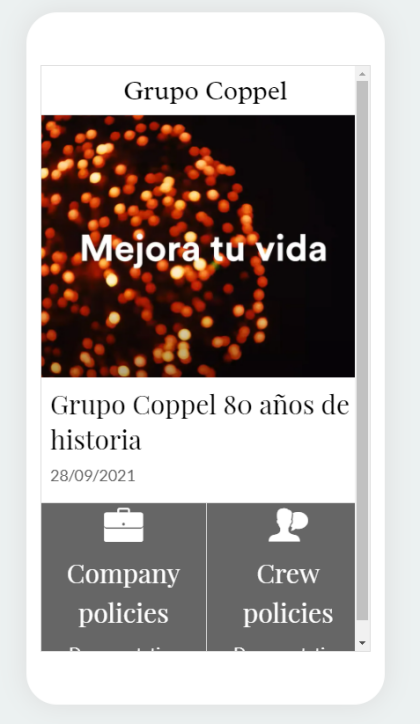 Grupo Coppel
Mejora tu vida
Grupo Coppel 80 años de
historia
28/09/2021
Company
policies
Crew
policies